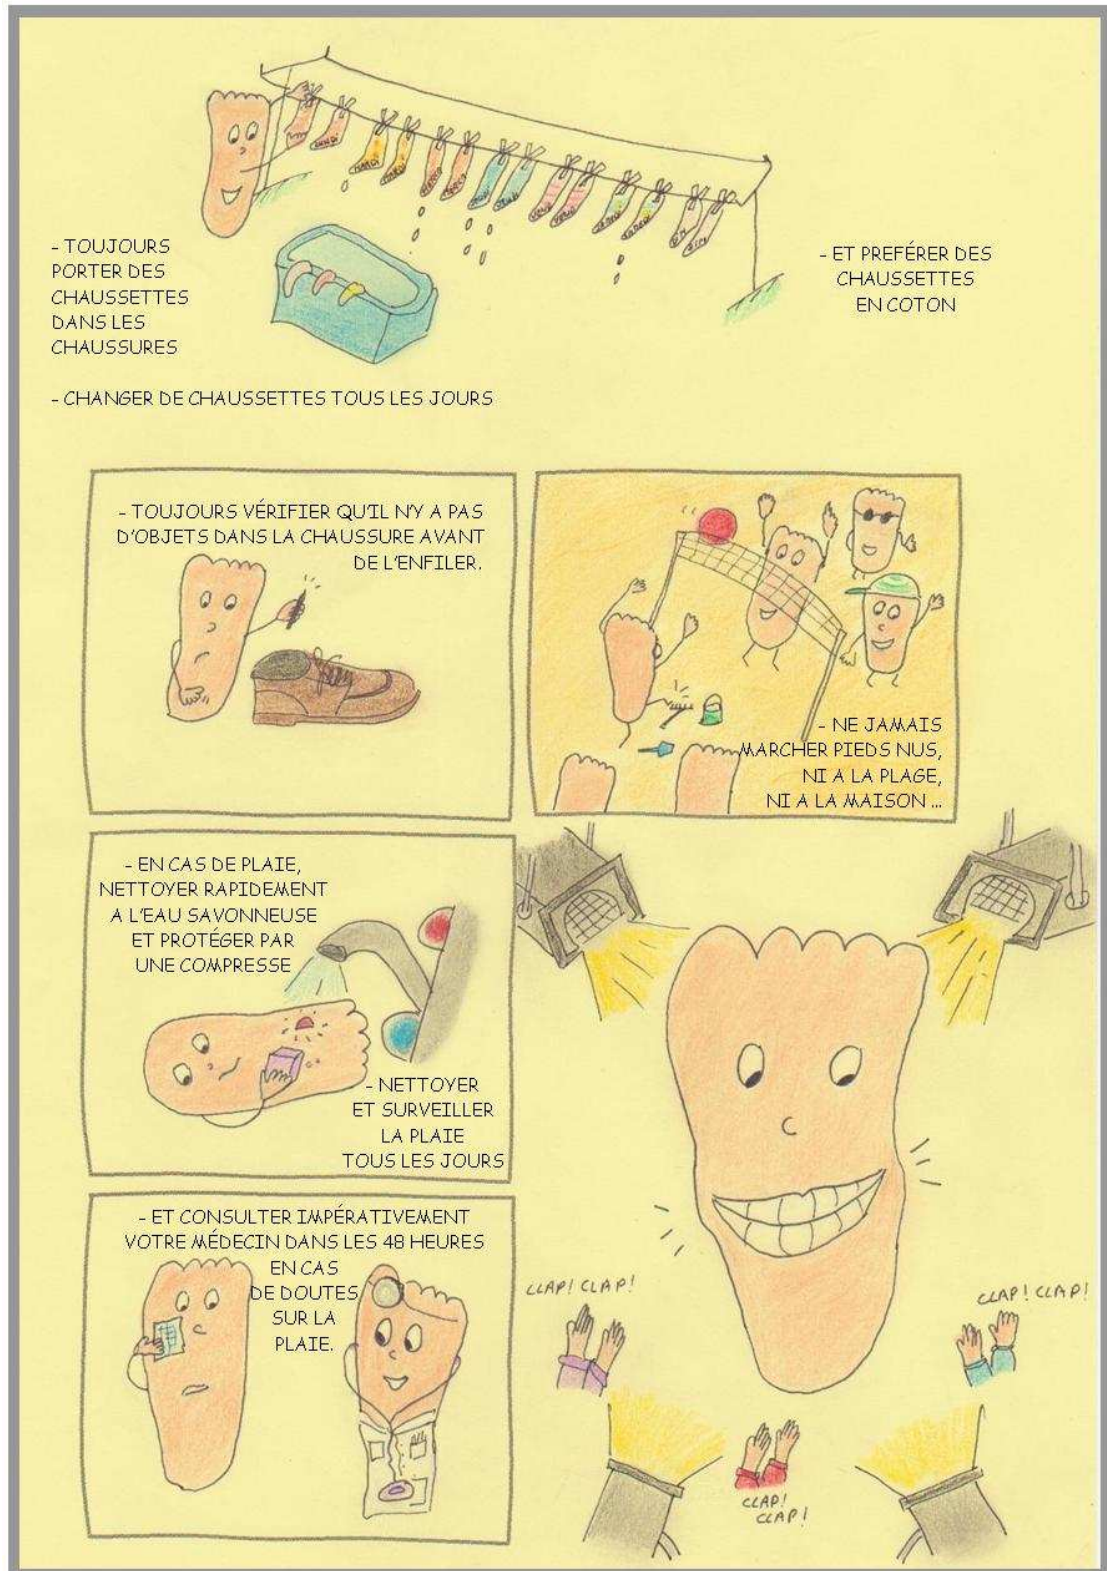 - TOUJOURS
PORTER DES
CHAUSSETTES
DANS LES
CHAUSSURES
- ET PREFÉRER DES
CHAUSSETTES
EN COTON
- CHANGER DE CHAUSSETTES TOUS LES JOURS
- TOUJOURS VÉRIFIER QU'IL N'Y A PAS
D'OBJETS DANS LA CHAUSSURE AVANT
DE L'ENFILER.
- NE JAMAIS
MARCHER PIEDS NUS,
NI A LA PLAGE,
NI A LA MAISON ...
- EN CAS DE PLAIE,
NETTOYER RAPIDEMENT
A L'EAU SAVONNEUSE
ET PROTÉGER PAR
UNE COMPRESSE
- NETTOYER
ET SURVEILLER
LA PLAIE
TOUS LES JOURS
- ET CONSULTER IMPÉRATIVEMENT
VOTRE MÉDECIN DANS LES 48 HEURES
EN CAS
DE DOUTES
SUR LA
PLAIE.
CLAP! CLAP!
CLAP! CLAP!
CLAP!
CLAP!